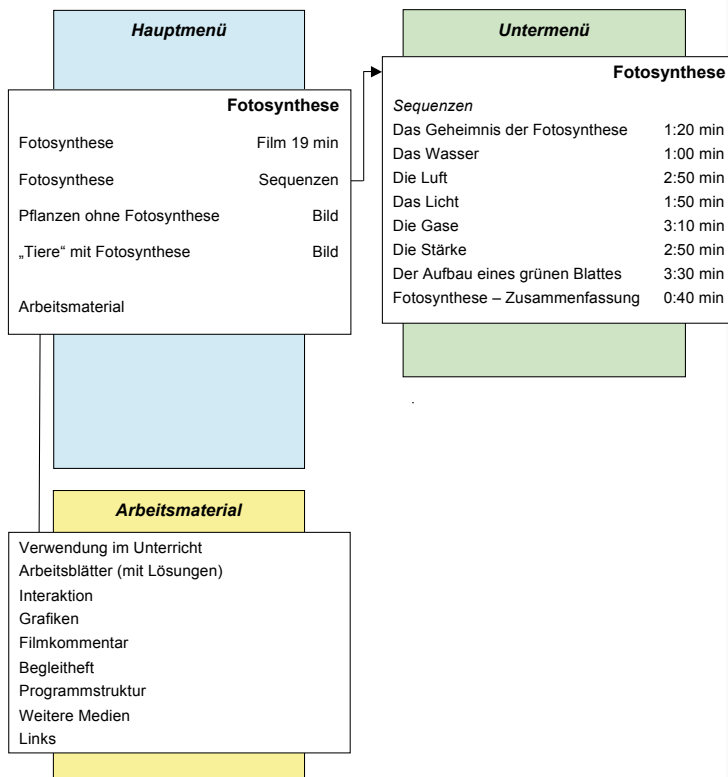 Hauptmenü
Fotosynthese
Fotosynthese Film 19 min
Fotosynthese Sequenzen
Pflanzen ohne Fotosynthese Bild
„Tiere“ mit Fotosynthese Bild
Arbeitsmaterial
Untermenü
Fotosynthese
Sequenzen
Das Geheimnis der Fotosynthese 1:20 min
Das Wasser 1:00 min
Die Luft 2:50 min
Das Licht 1:50 min
Die Gase 3:10 min
Die Stärke 2:50 min
Der Aufbau eines grünen Blattes 3:30 min
Fotosynthese – Zusammenfassung 0:40 min
Arbeitsmaterial
Verwendung im Unterricht
Arbeitsblätter (mit Lösungen)
Interaktion
Grafiken
Filmkommentar
Begleitheft
Programmstruktur
Weitere Medien
Links